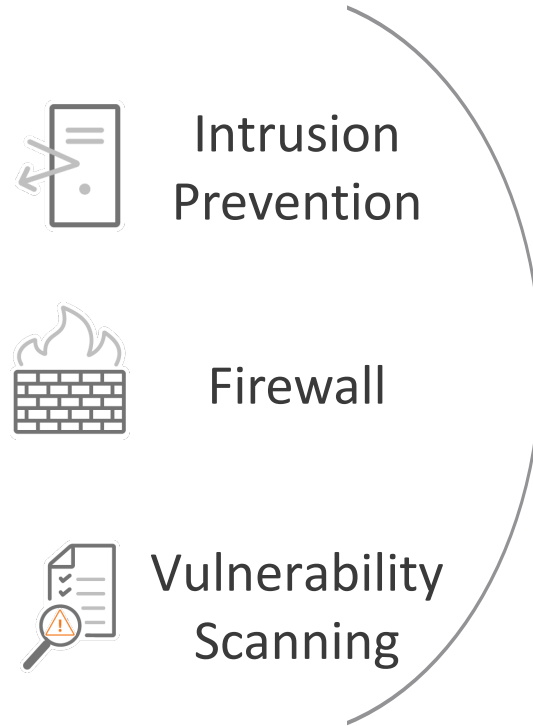 Intrusion
Prevention
Firewall
Vulnerability
Scanning